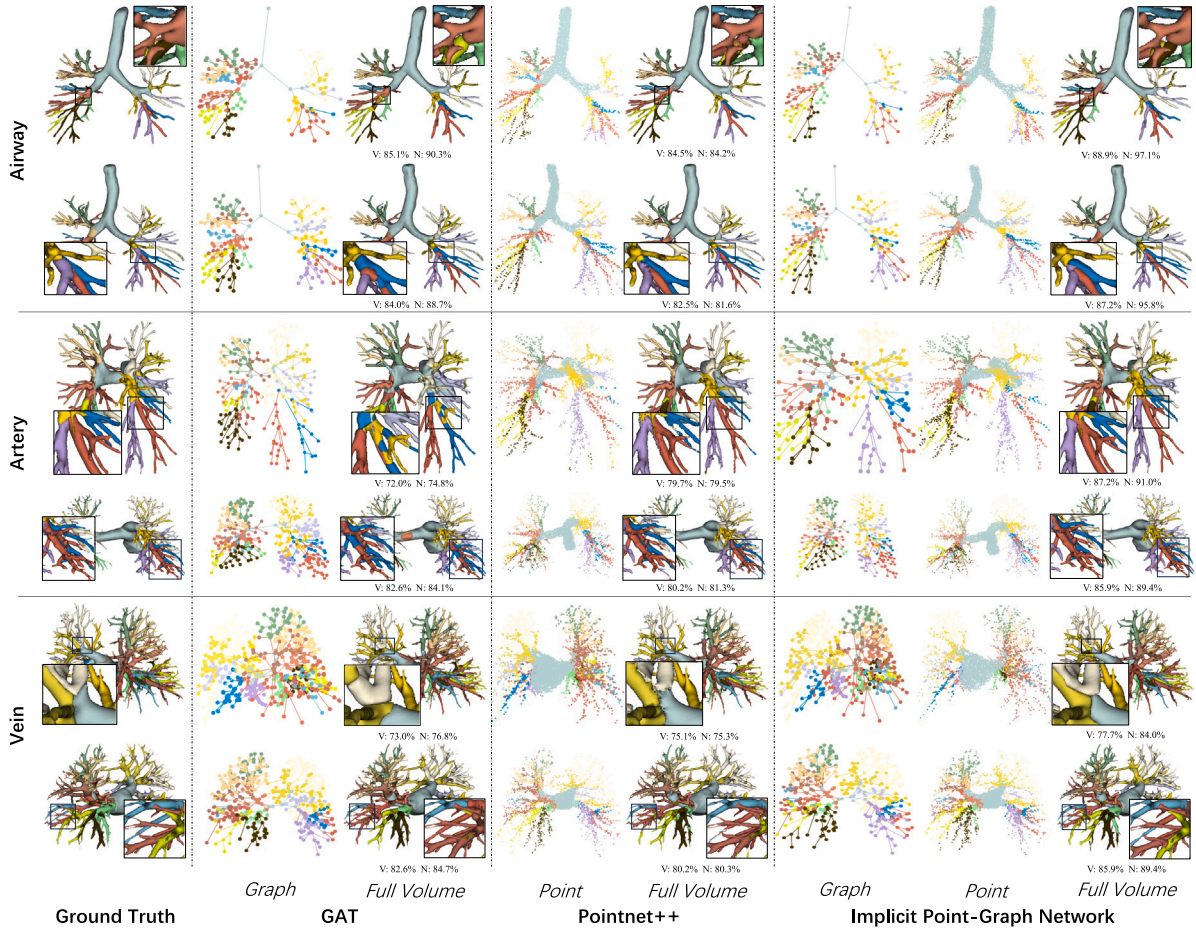 Airway
V: 85.1% N: 90.3%
V: 84.5% N: 84.2%
V: 88.9% N: 97.1%
V: 84.0% N: 88.7%
V: 82.5% N: 81.6%
V: 87.2% N: 95.8%
Artery
V: 72.0% N: 74.8%
V: 79.7% N: 79.5%
V: 87.2% N: 91.0%
V: 82.6% N: 84.1%
V: 80.2% N: 81.3%
V: 85.9% N: 89.4%
Vein
V: 73.0% N: 76.8%
V: 75.1% N: 75.3%
V: 77.7% N: 84.0%
V: 82.6% N: 84.7%
V: 80.2% N: 80.3%
V: 85.9% N: 89.4%
Graph
Full Volume
Point
Full Volume
Graph
Point
Full Volume
Ground Truth
GAT
Pointnet++
Implicit Point-Graph Network